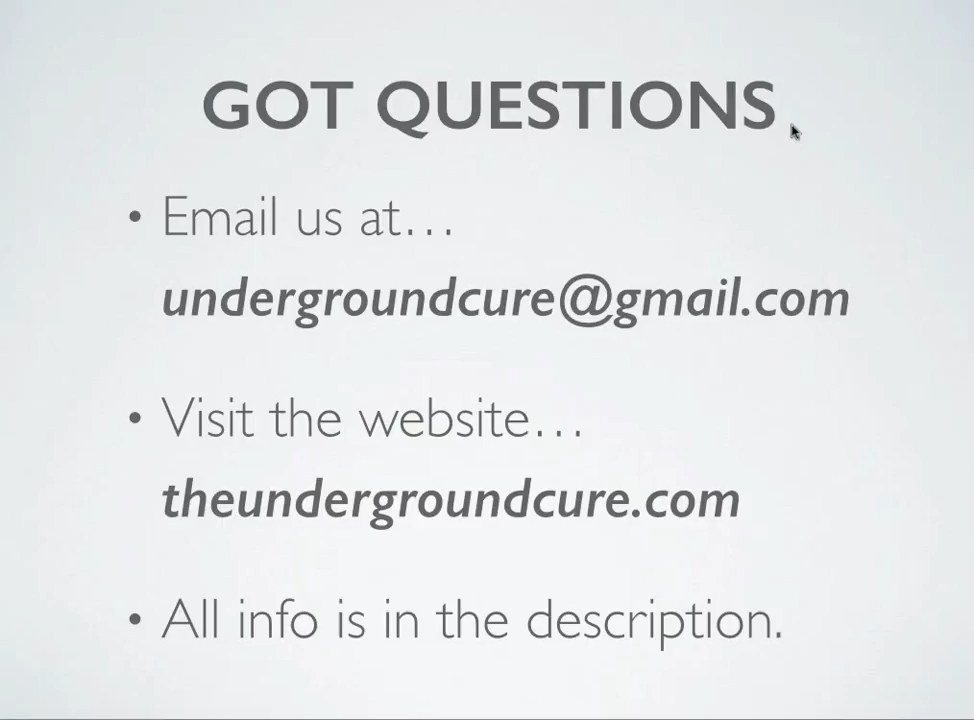 GOT QUESTIONS
• Email us at…
undergroundcure@gmail.com
• Visit the website…
theundergroundcure.com
• All info is in the description.